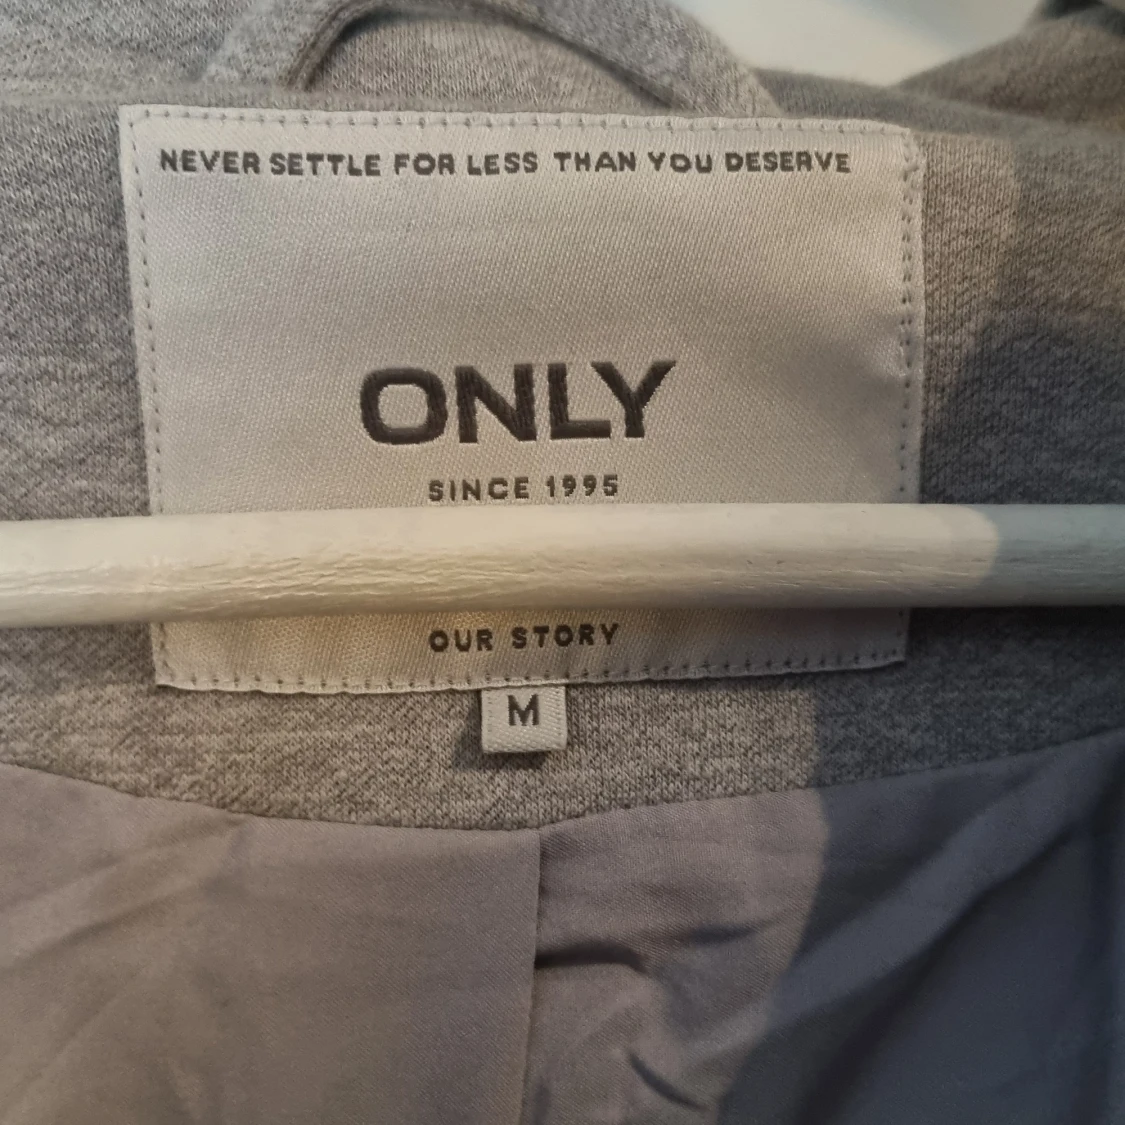 NEVER SETTLE FOR LESS THAN YOU DESERVE
ONLY
SINCE 1995
OUR STORY
M